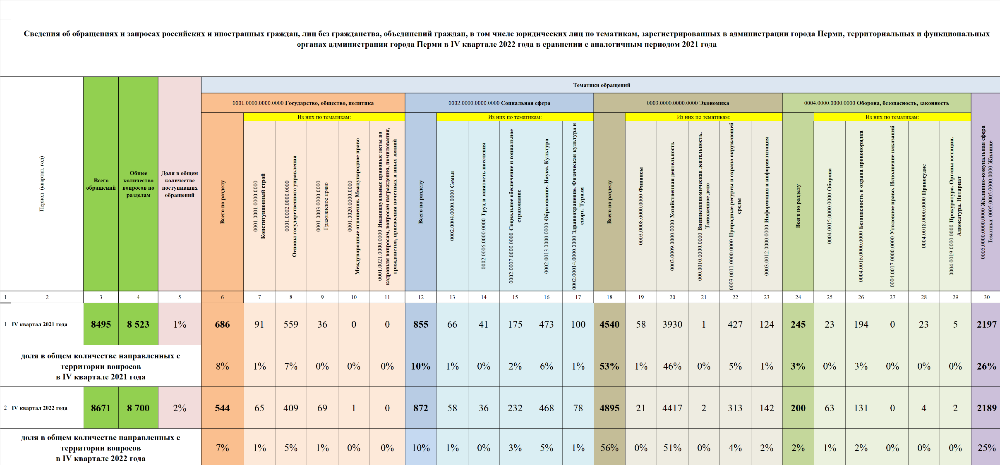 Сведения об обращениях и запросах российских и иностранных граждан, лиц без гражданства, объединений граждан, в том числе юридических лиц по тематикам, зарегистрированных в администрации города Перми, территориальных и функциональных
органах администрации города Перми в IV квартале 2022 года в сравнении с аналогичным периодом 2021 года
Период (квартал, год)
Всего
обращений
Общее
количество
вопросов по
разделам
Доля в общем
количестве
поступивших
обращений
Тематики обращений
0001.0000.0000.0000 Государство, общество, политика
0002.0000.0000.0000 Социальная сфера
0003.0000.0000.0000 Экономика
0004.0000.0000.0000 Оборона, безопасность, законность
Из них по тематикам:
Из них по тематикам:
Из них по тематикам:
Из них по тематикам:
Всего по разделу
0001.0001.0000.0000
Конституционный строй
0001.0002.0000.0000
Основы государственного управления
0001.0003.0000.0000
Гражданское право
0001.0020.0000.0000
Международные отношения. Международное право
0001.0021.0000.0000 Индивидуальные правовые акты по
кадровым вопросам, вопросам награждения, помилования,
гражданства, присвоения почетных и иных званий
Всего по разделу
0002.0004.0000.0000 Семья
0002.0006.0000.0000 Труд и занятость населения
0002.0007.0000.0000 Социальное обеспечение и социальное
страхование
0002.0013.0000.0000 Образование. Наука. Культура
0002.00014.0000.0000 Здравоохранение. Физическая культура и
спорт. Туризм
Всего по разделу
0003.0008.0000.0000 Финансы
0003.0009.0000.0000 Хозяйственная деятельность
000.0010.0000.0000 Внешнеэкономическая деятельность.
Таможенное дело
0003.0011.0000.0000 Природные ресурсы и охрана окружающей
среды
0003.0012.0000.0000 Информация и информатизация
Всего по разделу
0004.0015.0000.0000 Оборона
0004.0016.0000.0000 Безопасность и охрана правопорядка
0004.0017.0000.0000 Уголовное право. Исполнение наказаний
0004.0018.0000.0000 Правосудие
0004.0019.0000.0000 Прокуратура. Органы юстиции.
Адвокатура. Нотариат
0005.0000.0000.0000 Жилищно-комунальная сфера
Тематика: 0005.0005.0000.0000 Жилище
1 2 3 4 5 6 7 8 9 10 11 12 13 14 15 16 17 18 19 20 21 22 23 24 25 26 27 28 29 30
1 IV квартал 2021 года 8495 8 523 1% 686 91 559 36 0 0 855 66 41 175 473 100 4540 58 3930 1 427 124 245 23 194 0 23 5 2197
доля в общем количестве направленных с
территории вопросов
в IV квартале 2021 года
8% 1% 7% 0% 0% 0% 10% 1% 0% 2% 6% 1% 53% 1% 46% 0% 5% 1% 3% 0% 3% 0% 0% 0% 26%
2 IV квартал 2022 года 8671 8 700 2% 544 65 409 69 1 0 872 58 36 232 468 78 4895 21 4417 2 313 142 200 63 131 0 4 2 2189
доля в общем количестве направленных с
территории вопросов
в IV квартале 2022 года
7% 1% 5% 1% 0% 0% 10% 1% 0% 3% 5% 1% 56% 0% 51% 0% 4% 2% 2% 1% 2% 0% 0% 0% 25%